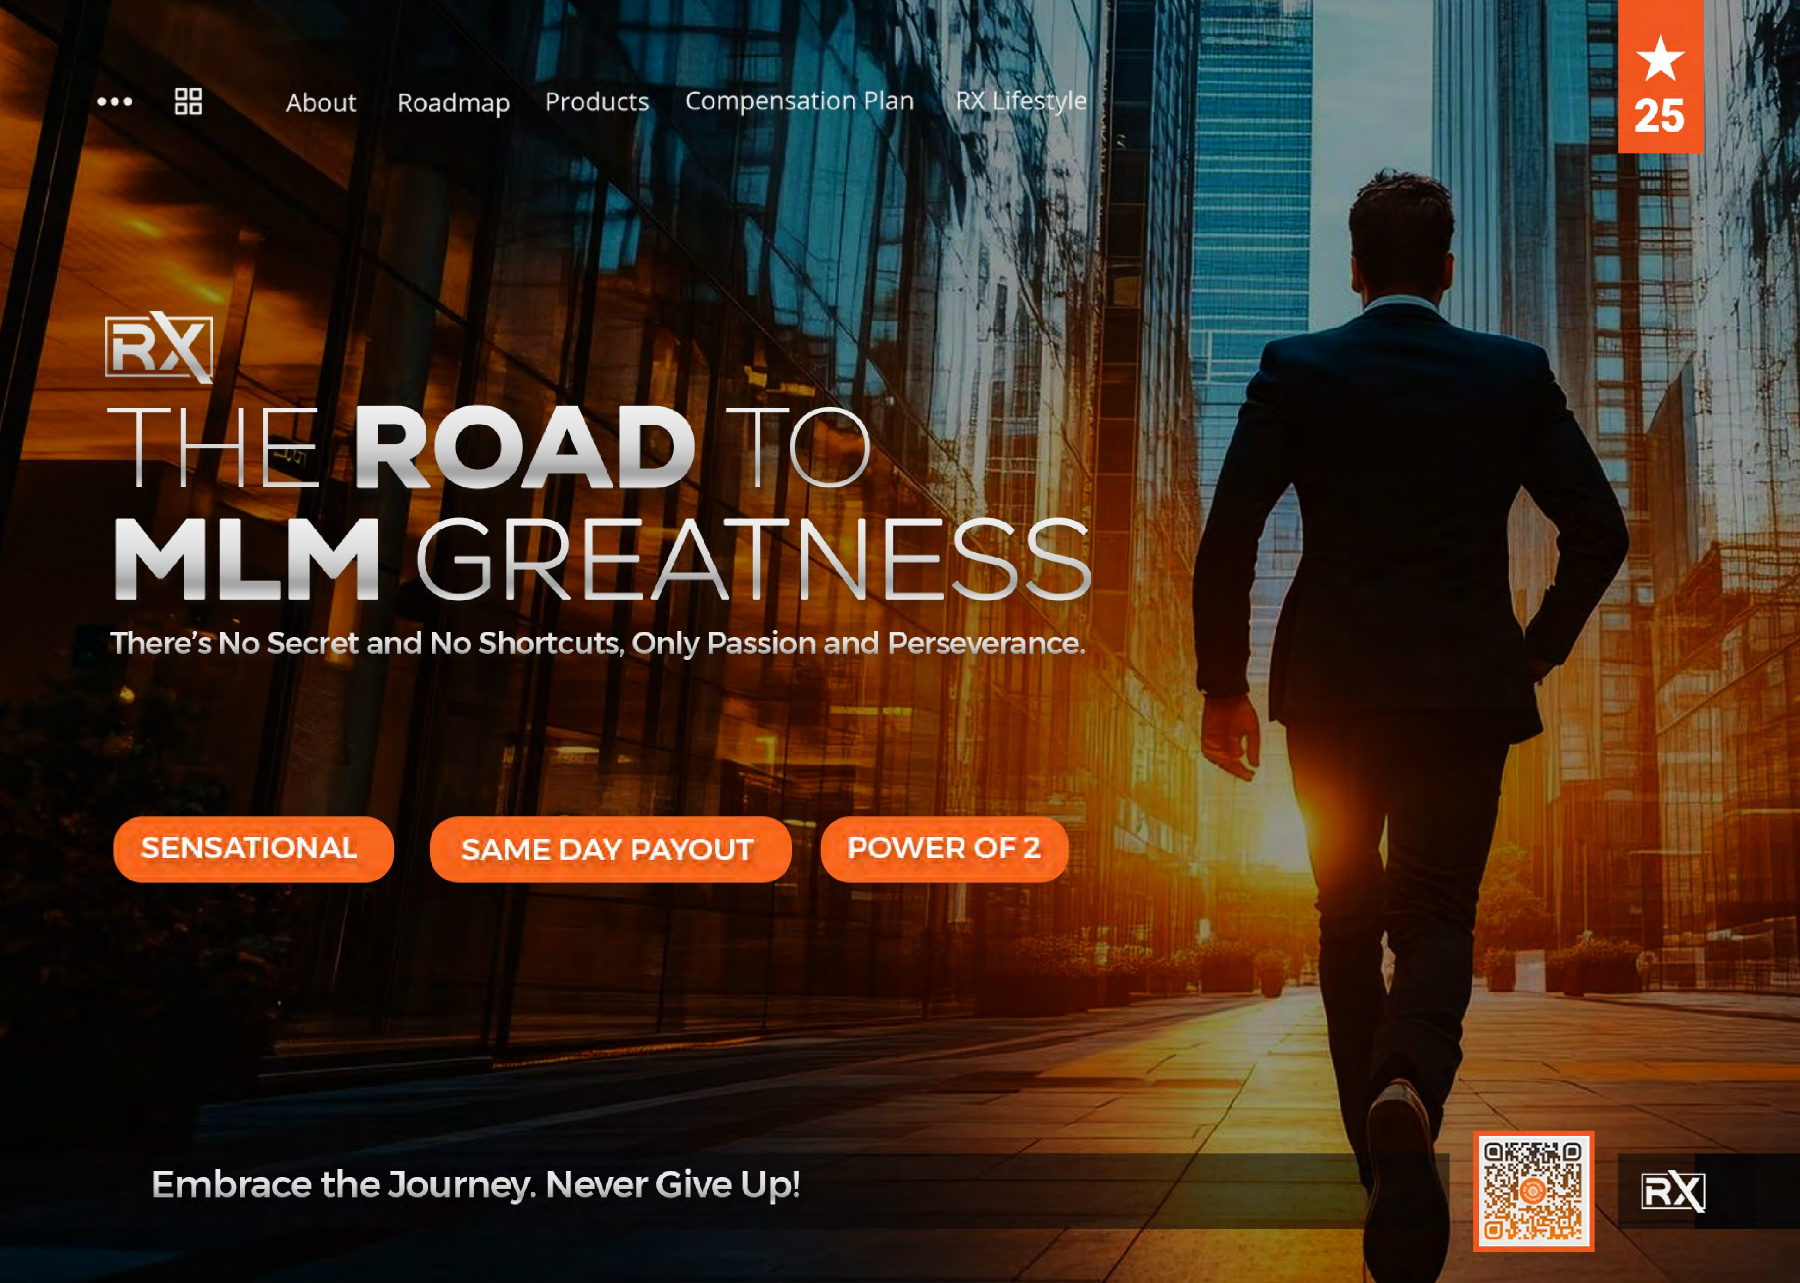 About Roadmap Products Compensation Plan RX Lifestyle
25
RX
THE ROAD TO
MLM GREATNESS
There's No Secret and No Shortcuts, Only Passion and Perseverance.
SENSATIONAL SAME DAY PAYOUT POWER OF 2
Embrace the Journey. Never Give Up!
RX